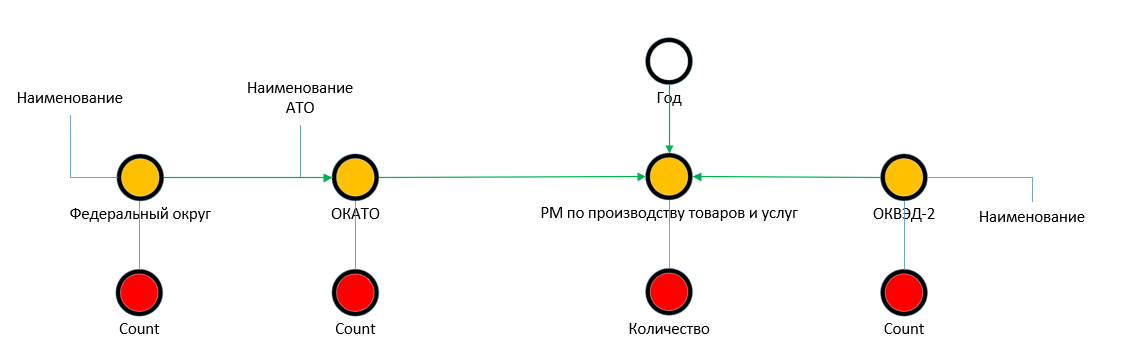 Год
Наименование
АТО
Наименование
Федеральный округ
ОКАТО
РМ по производству товаров и услуг
ОКВЭД-2
Наименование
Count
Count
Количество
Count